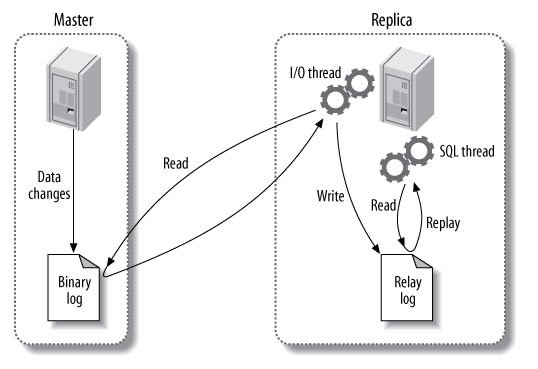 Master
Replica
I/O thread
SQL thread
Read
Data
changes
Write
Read
Replay
Binary
log
Relay
log